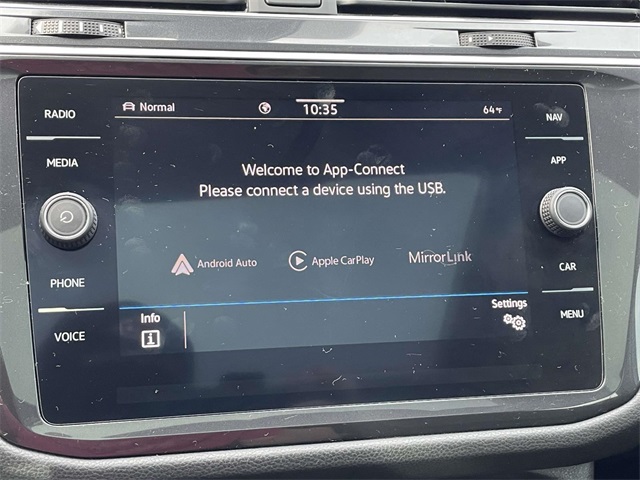 RADIO
MEDIA
PHONE
VOICE
Normal
10:35
64°F
Welcome to App-Connect
Please connect a device using the USB.
Android Auto
Apple CarPlay
MirrorLink
Info
i
Settings
NAV
APP
CAR
MENU